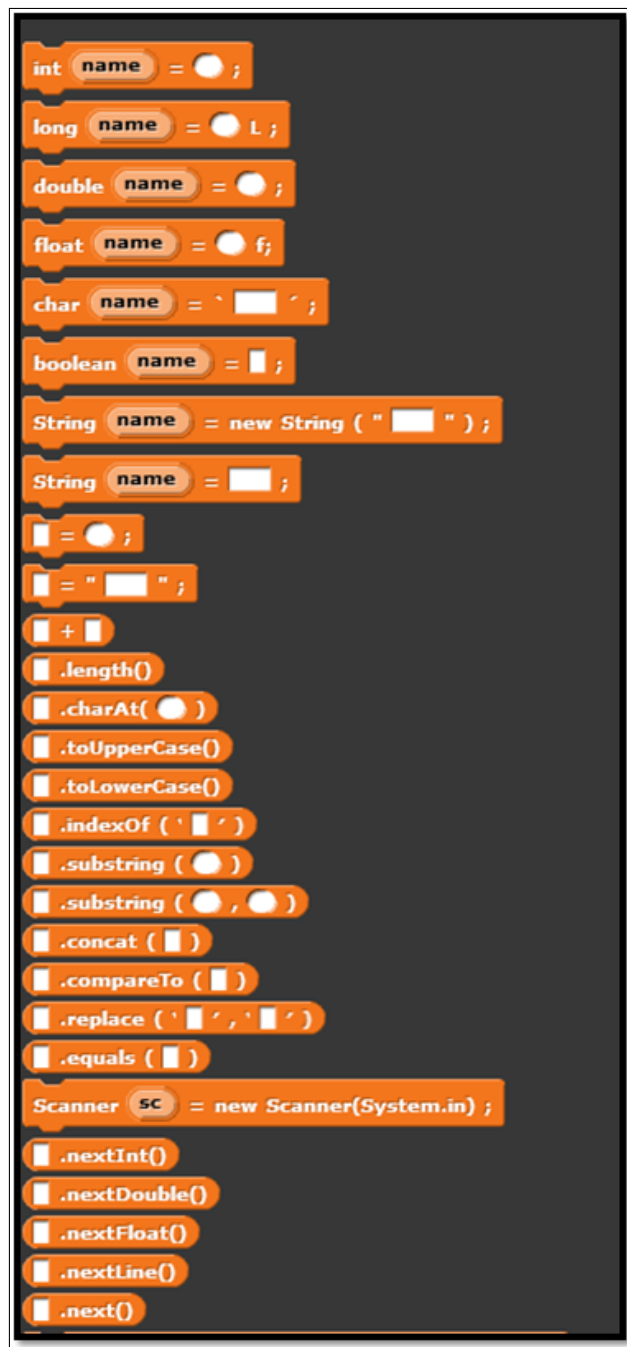 int name = ;
long name = L ;
double name = ;
float name = f;
char name = ` ´ ;
boolean name = ;
String name = new String ( " " ) ;
String name = ;
= ;
= " " ;
+
.length()
.charAt( )
.toUpperCase()
.toLowerCase()
.indexOf ( ‛ ´ )
.substring ( )
.substring ( , )
.concat ( )
.compareTo ( )
.replace ( ‛ ´ , ‛ ´ )
.equals ( )
Scanner sc = new Scanner(System.in) ;
.nextInt()
.nextDouble()
.nextFloat()
.nextLine()
.next()